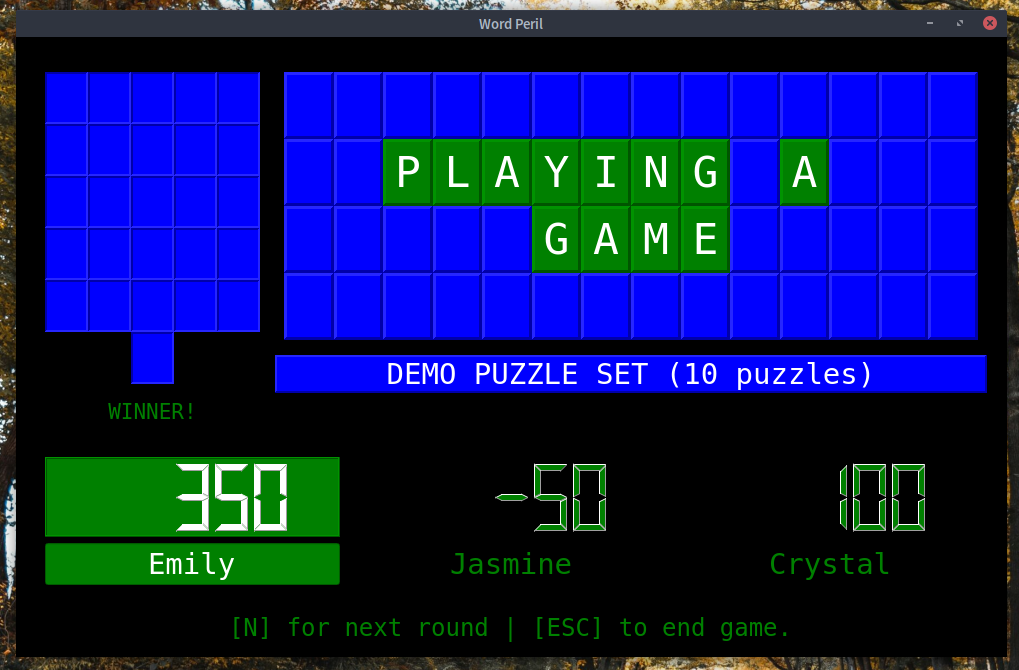 Word Peril
PLAYING A
GAME
DEMO PUZZLE SET (10 puzzles)
WINNER!
350
-50
100
Emily
Jasmine
Crystal
[N] for next round | [ESC] to end game.